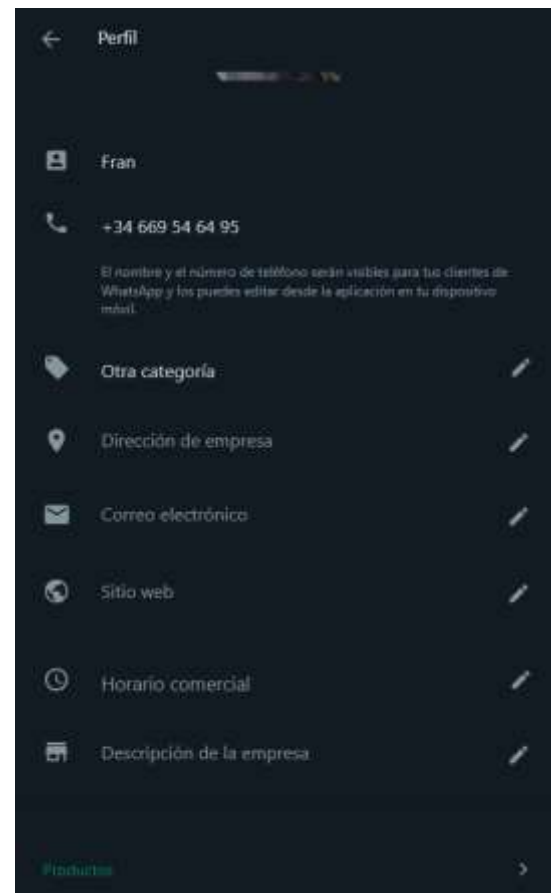 Perfil
Fran
+34 669 54 64 95
El nombre y el número de teléfono serán visibles para tus clientes de
WhatsApp y los puedes editar desde la aplicación en tu dispositivo
móvil.
Otra categoría
Dirección de empresa
Correo electrónico
Sitio web
Horario comercial
Descripción de la empresa
Productos